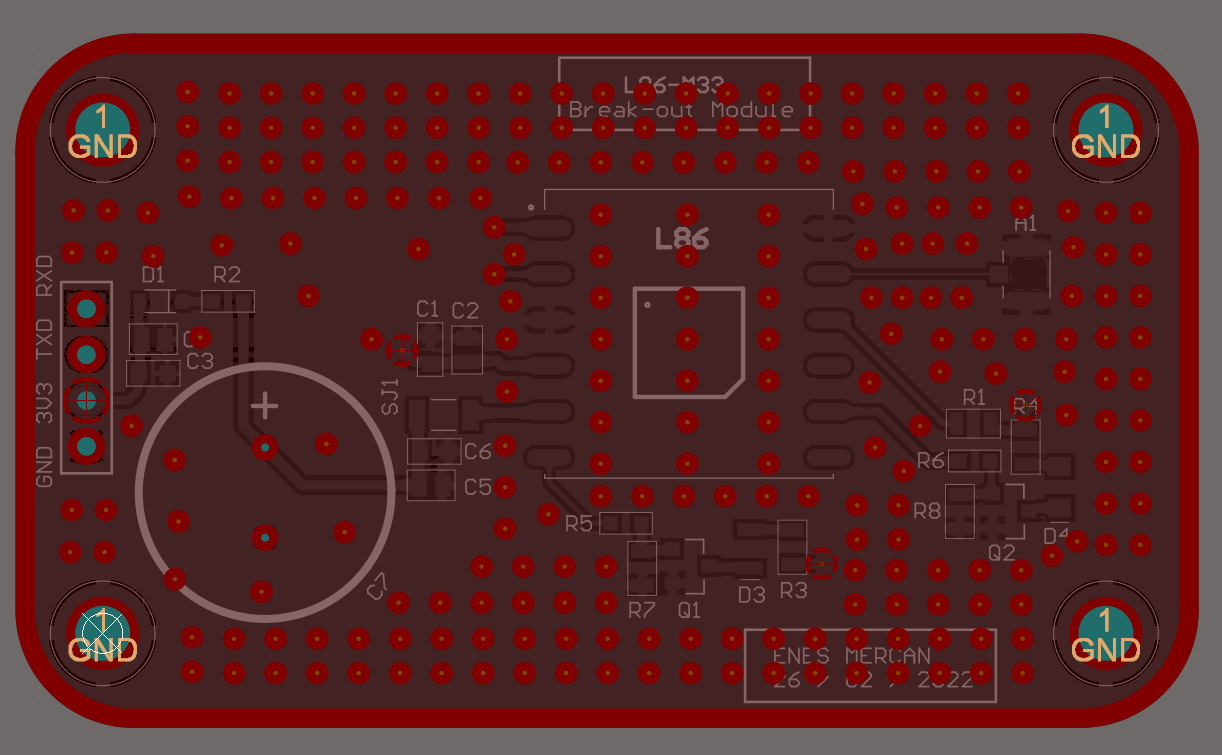 L86-M33
Break-out Module
1
GND
1
GND
L86
A1
RXD
TXD
3V3
GND
D1
R2
C3
C1
C2
SJ1
+
C6
C5
C7
R1
R4
R6
R8
D4
Q2
R5
R7
Q1
D3
R3
1
GND
1
GND
ENES MERCAN
26 / 02 / 2022